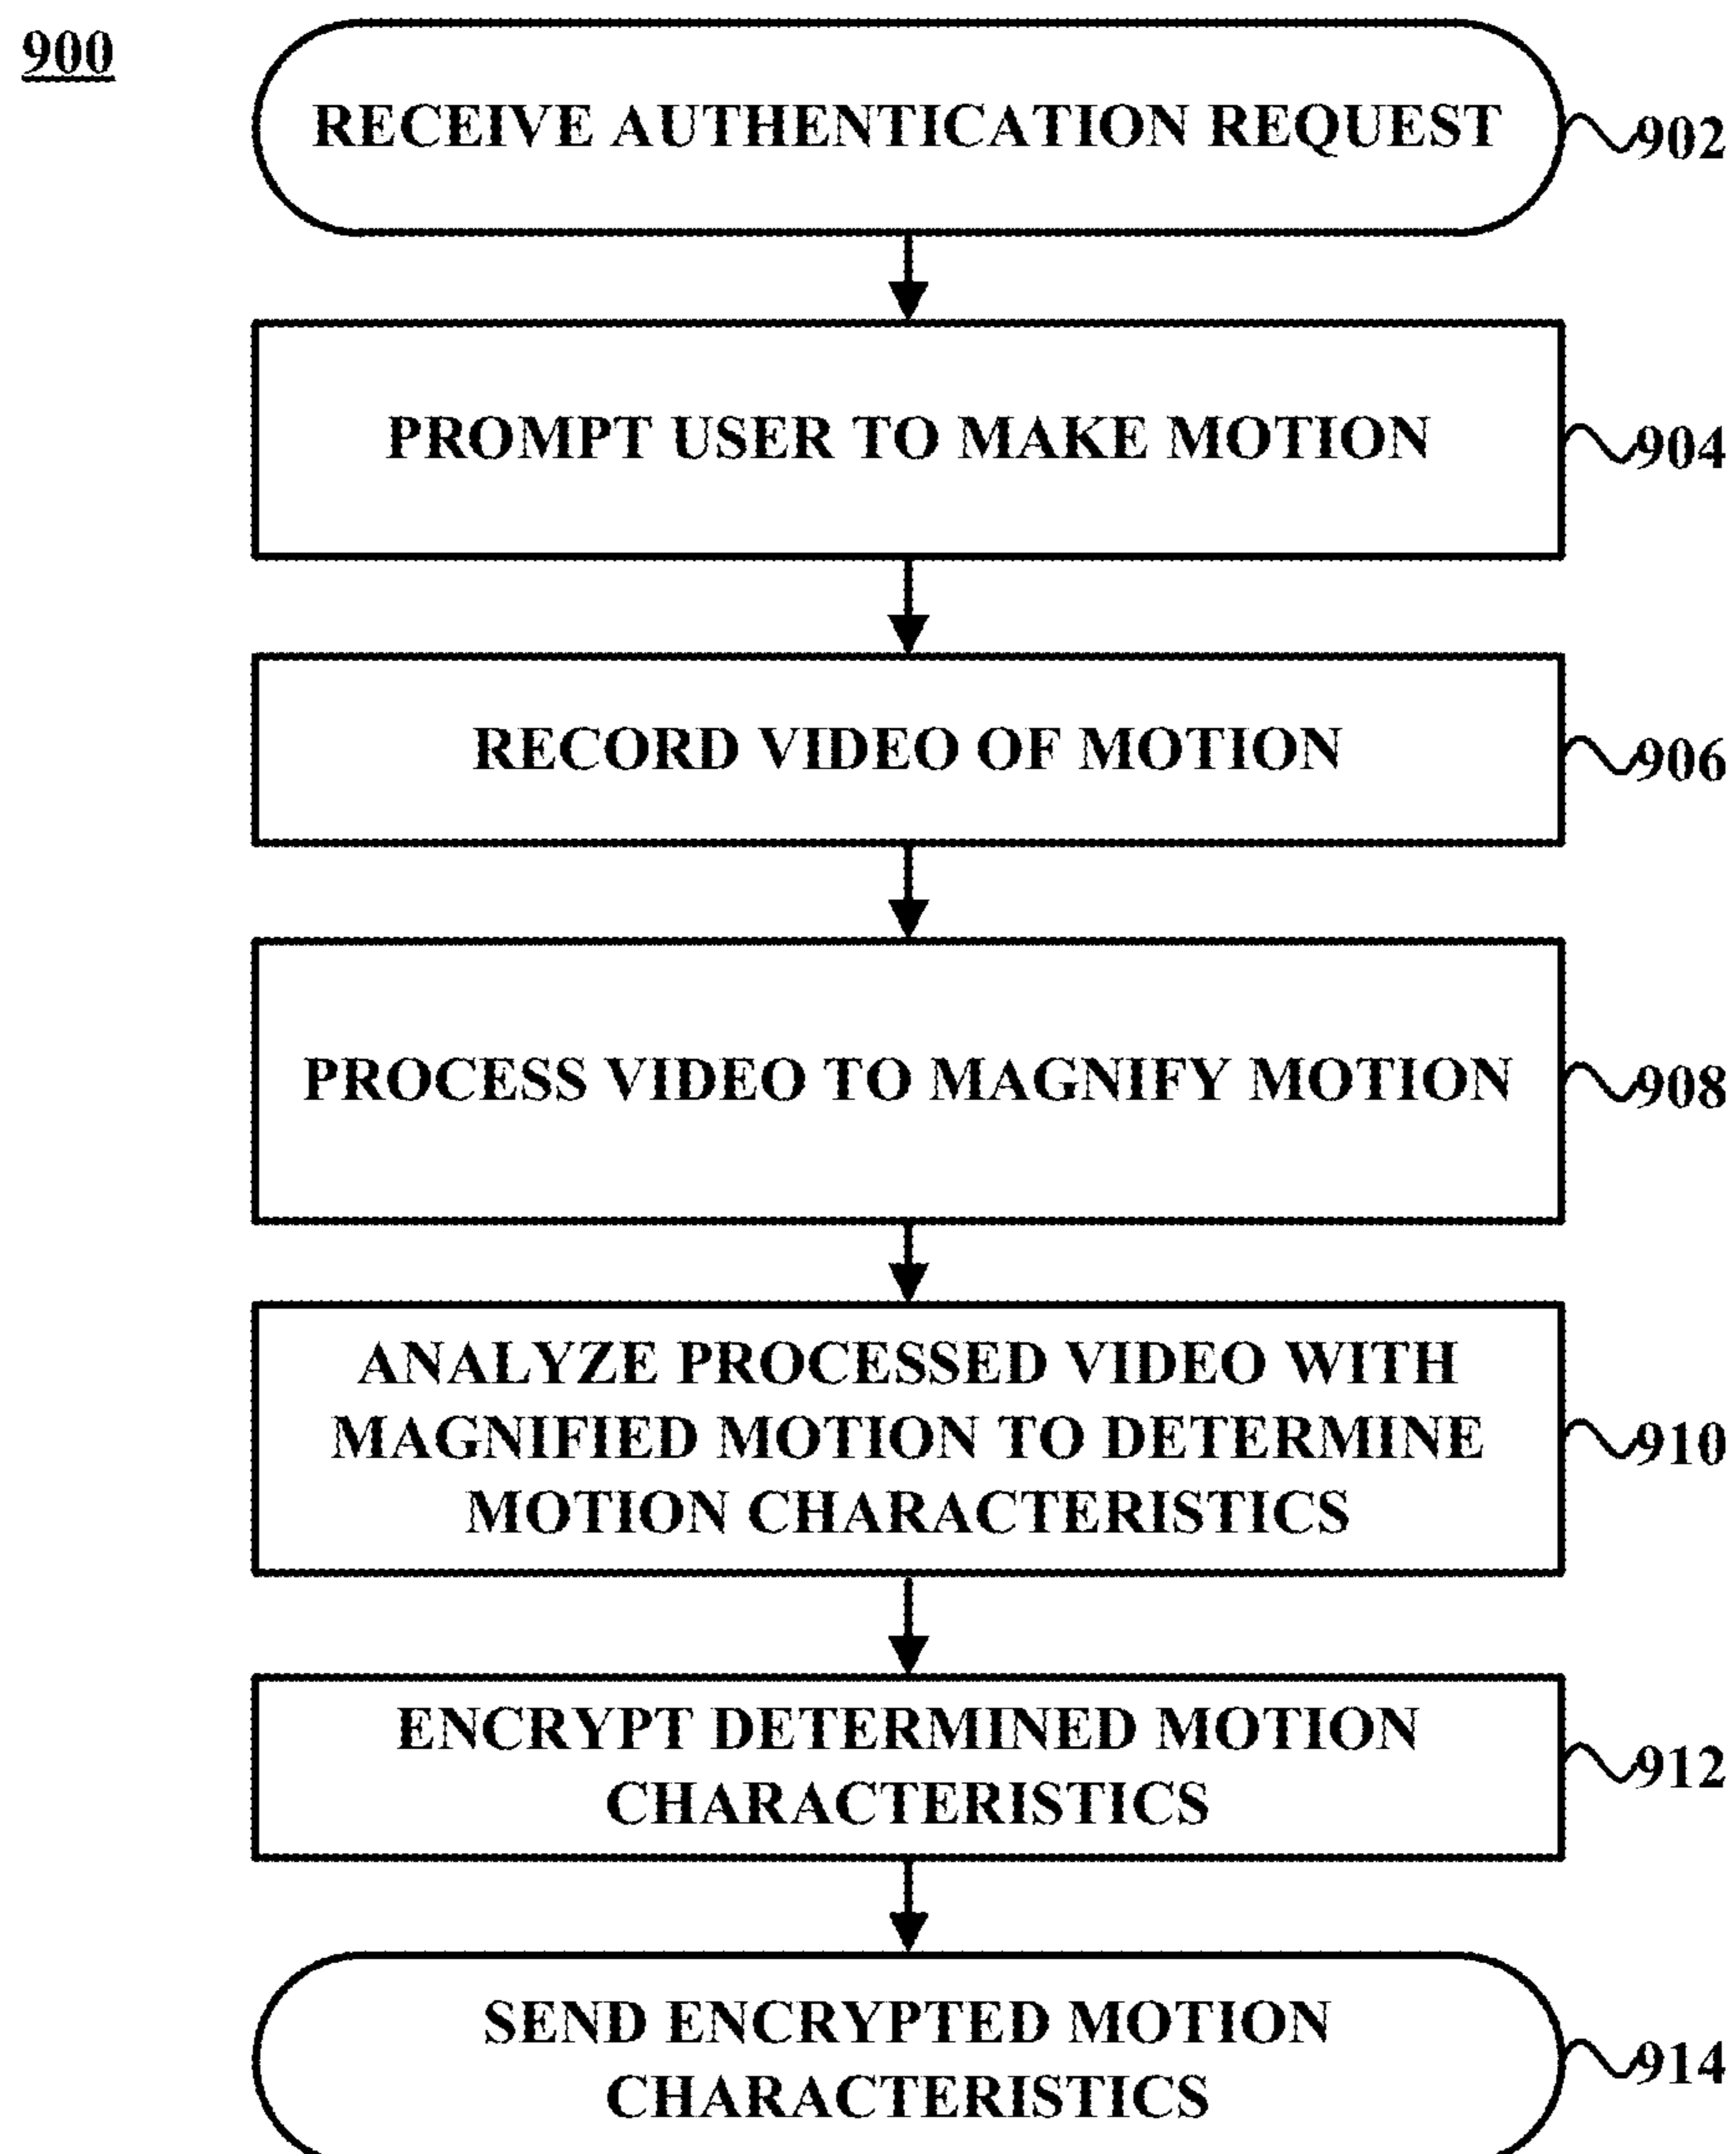 900
RECEIVE AUTHENTICATION REQUEST
902
PROMPT USER TO MAKE MOTION
904
RECORD VIDEO OF MOTION
906
PROCESS VIDEO TO MAGNIFY MOTION
908
ANALYZE PROCESSED VIDEO WITH
MAGNIFIED MOTION TO DETERMINE
MOTION CHARACTERISTICS
910
ENCRYPT DETERMINED MOTION
CHARACTERISTICS
912
SEND ENCRYPTED MOTION
CHARACTERISTICS
914